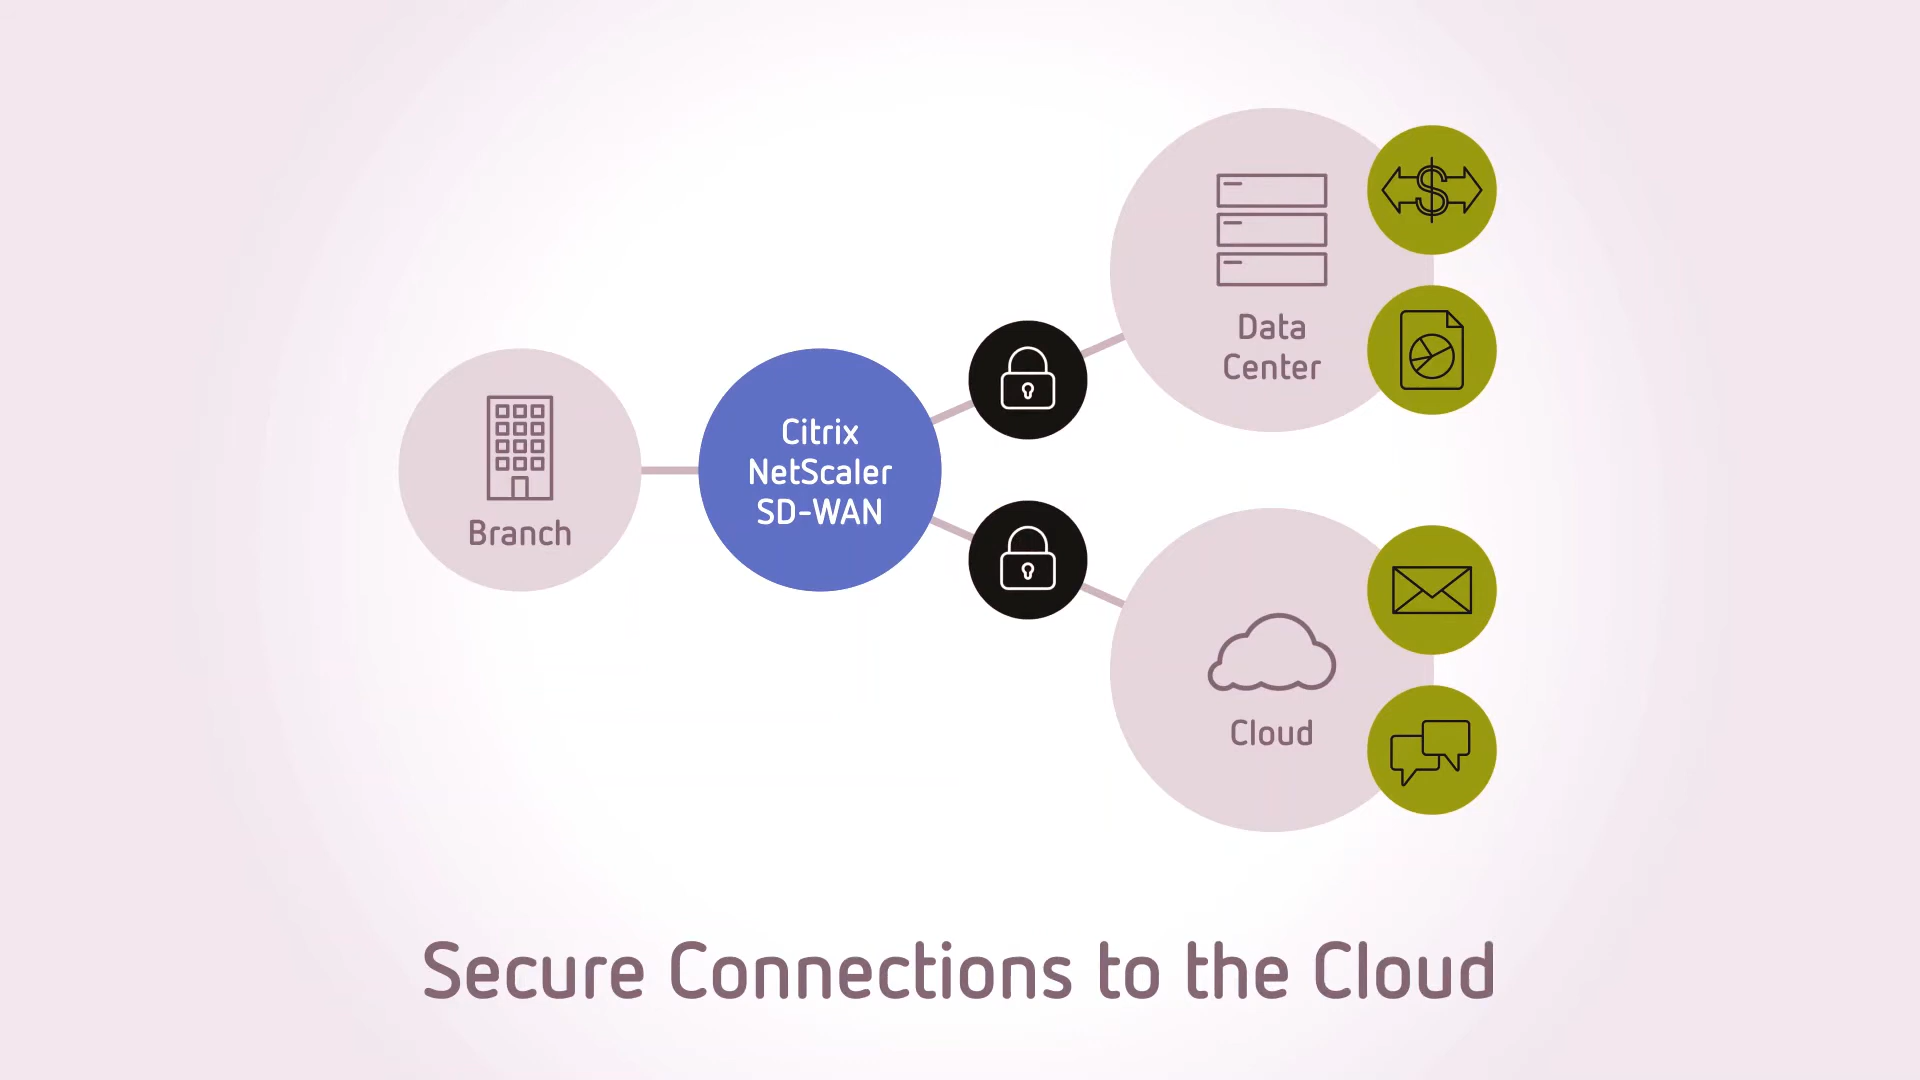 Branch
Citrix
NetScaler
SD-WAN
Data
Center
Cloud
Secure Connections to the Cloud